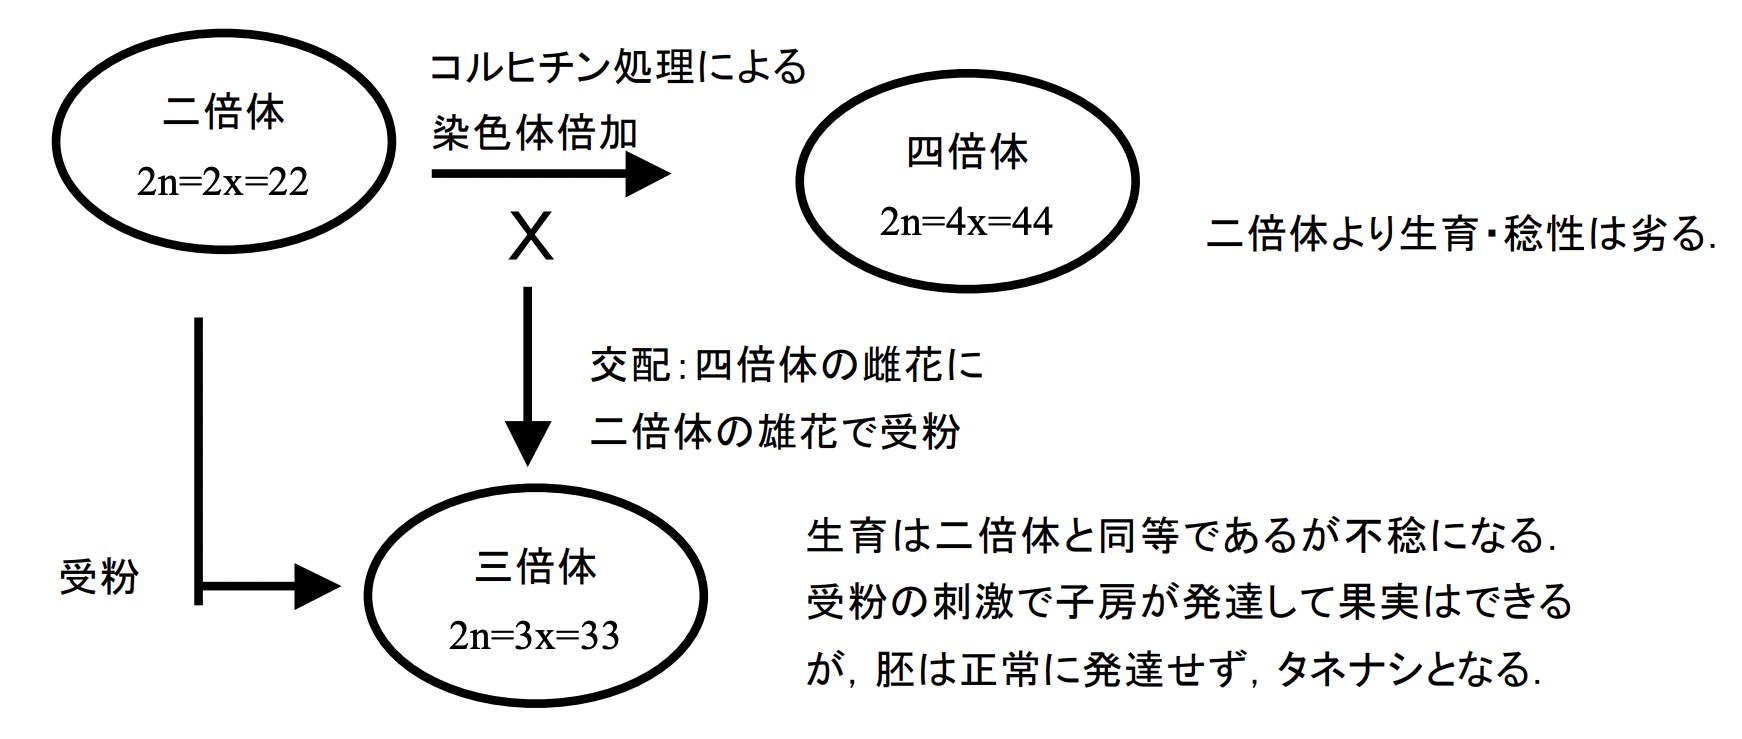 二倍体
2n=2x=22
コルヒチン処理による
染色体倍加
X
四倍体
2n=4x=44
二倍体より生育・稔性は劣る.
交配:四倍体の雌花に
二倍体の雄花で受粉
受粉
三倍体
2n=3x=33
生育は二倍体と同等であるが不稔になる.
受粉の刺激で子房が発達して果実はできる
が, 胚は正常に発達せず, タネナシとなる.